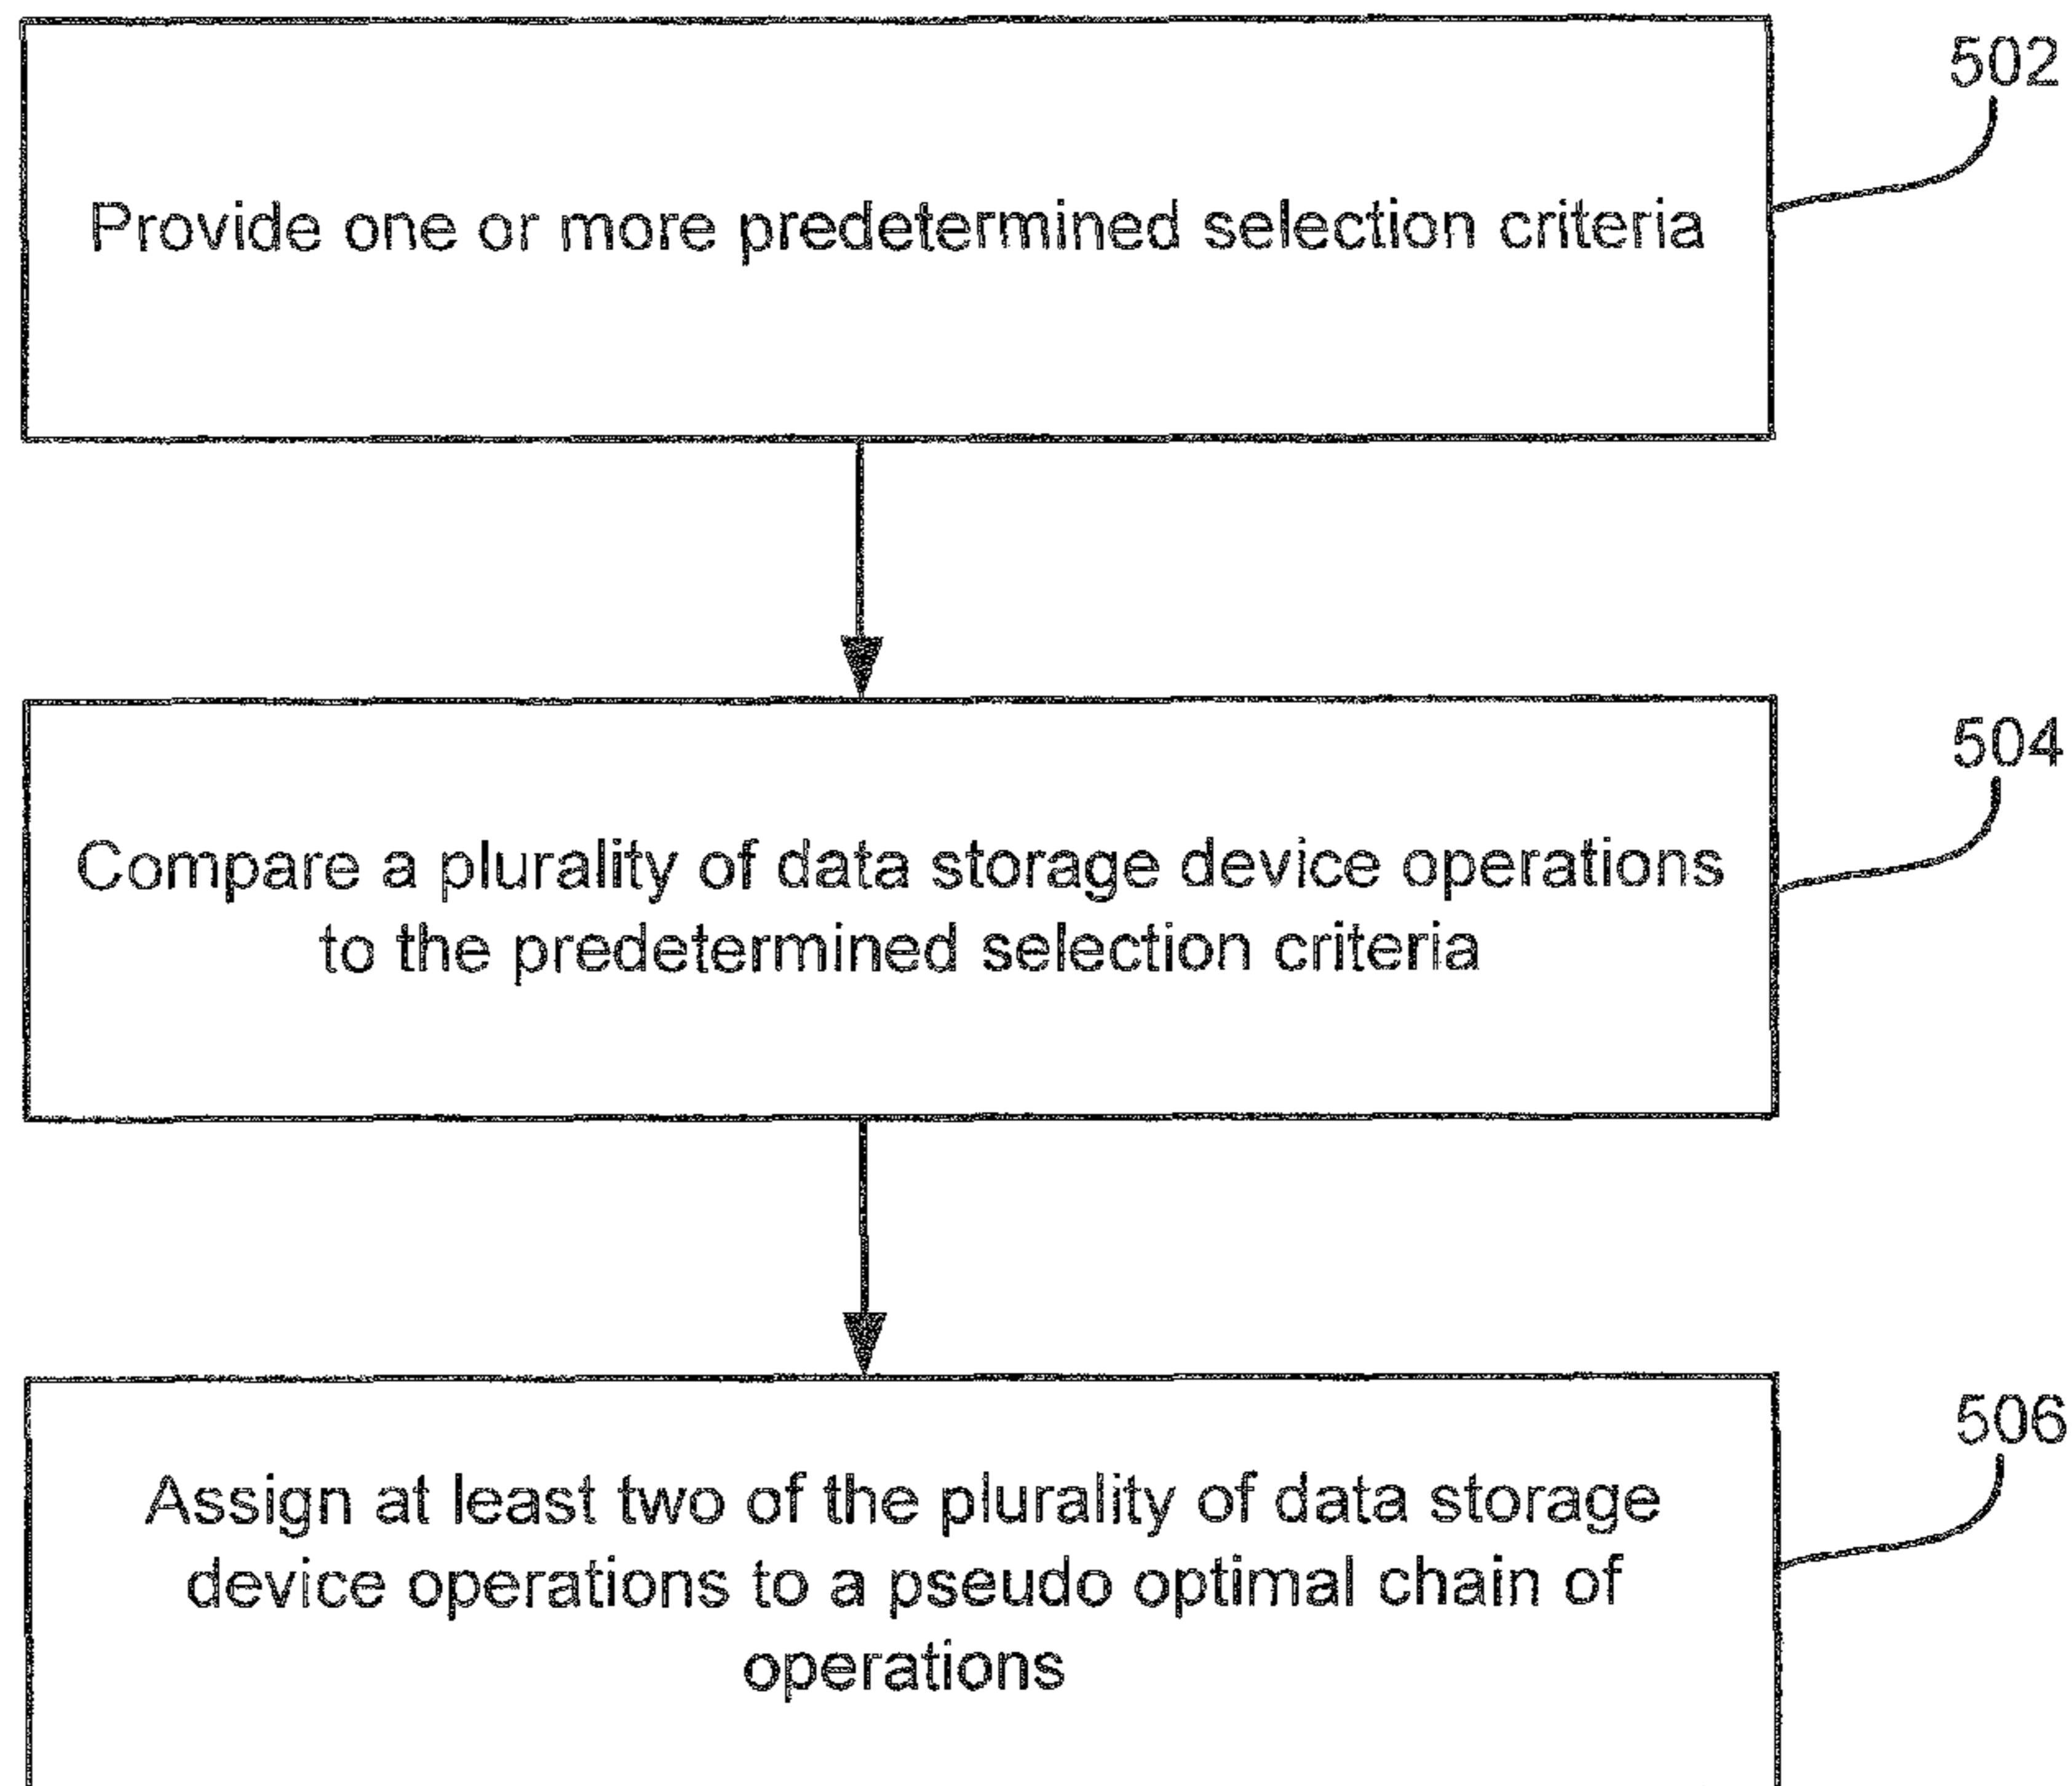 502
Provide one or more predetermined selection criteria
504
Compare a plurality of data storage device operations
to the predetermined selection criteria
506
Assign at least two of the plurality of data storage
device operations to a pseudo optimal chain of
operations